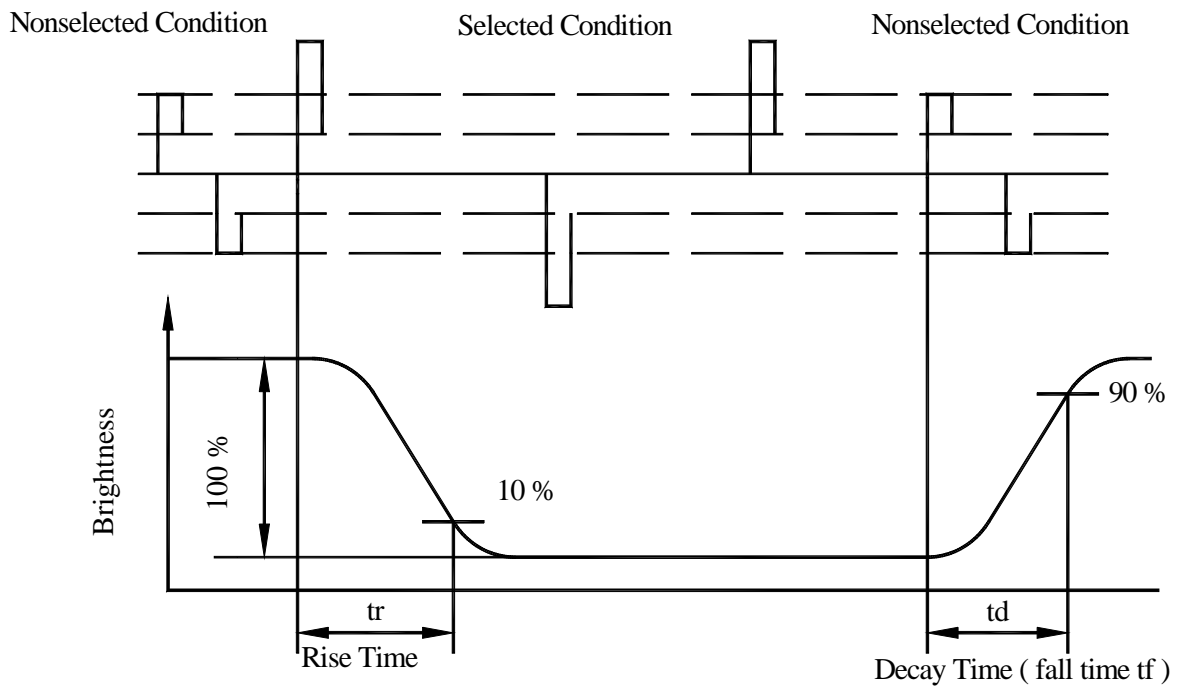 Nonselected Condition
Selected Condition
Nonselected Condition
Brightness
100 %
10 %
90 %
tr
Rise Time
td
Decay Time ( fall time tf )